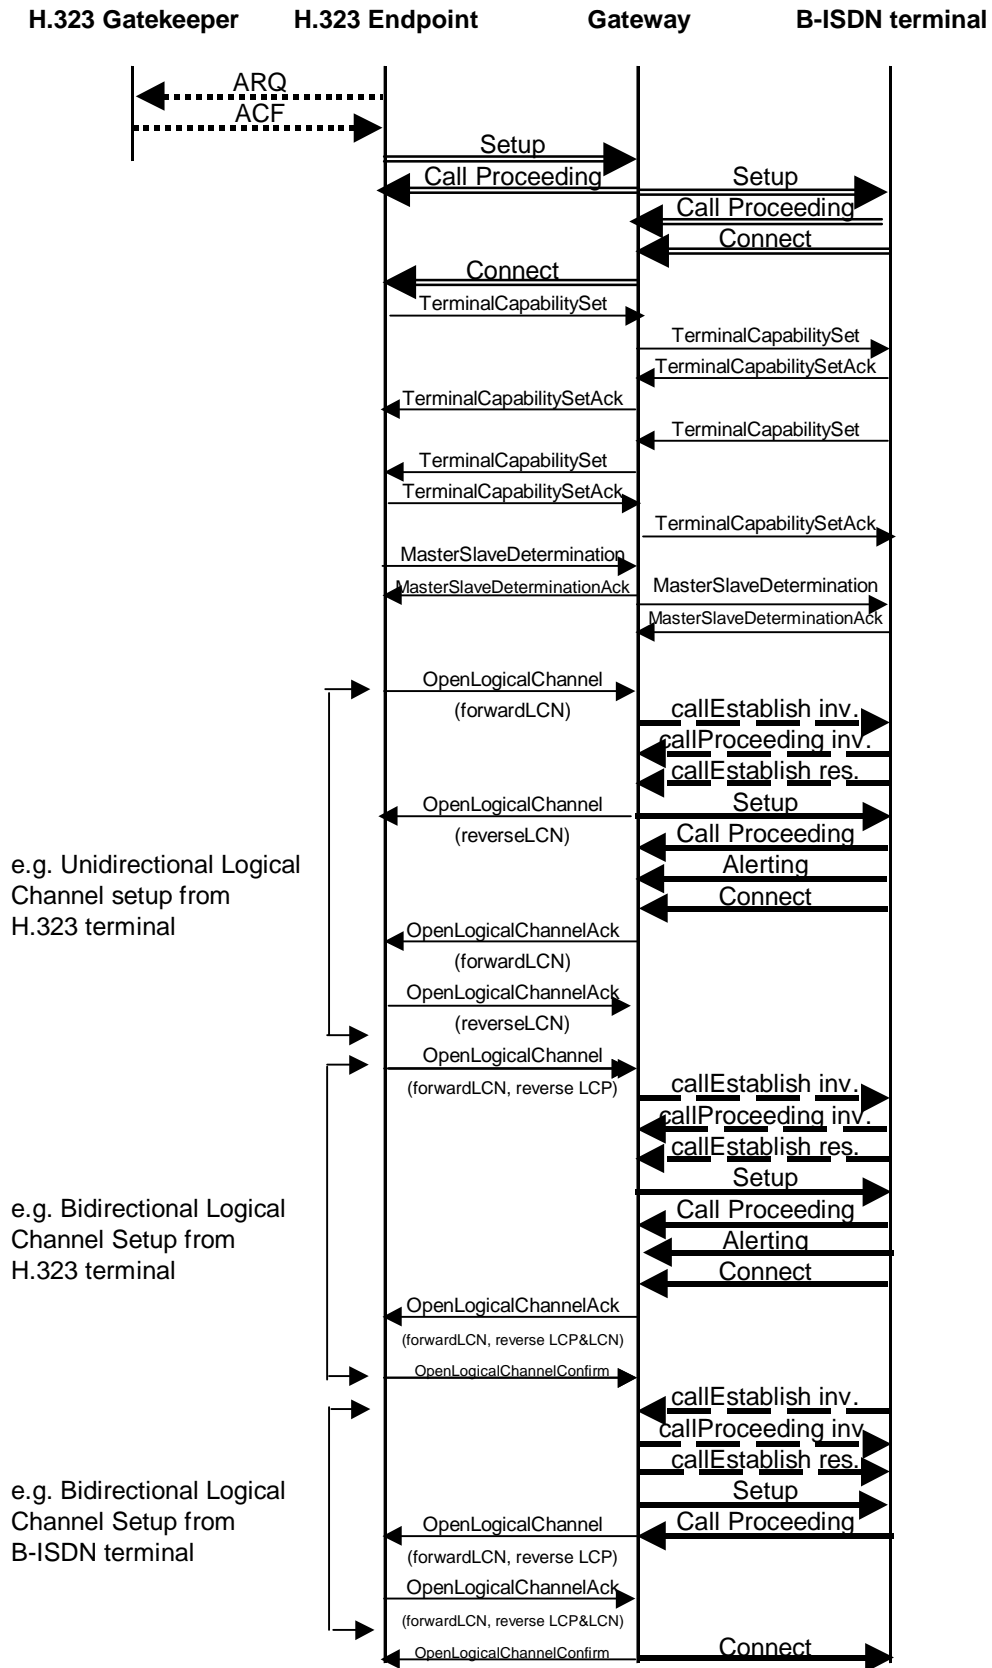 H.323 Gatekeeper H.323 Endpoint Gateway B-ISDN terminal
ARQ
ACF
Setup
Call Proceeding Setup
Call Proceeding
Connect
Connect
TerminalCapabilitySet
TerminalCapabilitySet
TerminalCapabilitySetAck
TerminalCapabilitySetAck
TerminalCapabilitySet
TerminalCapabilitySet
TerminalCapabilitySetAck
TerminalCapabilitySetAck
MasterSlaveDetermination
MasterSlaveDeterminationAck MasterSlaveDetermination
MasterSlaveDeterminationAck
OpenLogicalChannel
(forwardLCN) callEstablish inv.
callProceeding inv.
callEstablish res.
OpenLogicalChannel Setup
(reverseLCN) Call Proceeding
Alerting
Connect
e.g. Unidirectional Logical
Channel setup from
H.323 terminal
OpenLogicalChannelAck
(forwardLCN)
OpenLogicalChannelAck
(reverseLCN)
OpenLogicalChannel
(forwardLCN, reverse LCP) callEstablish inv.
callProceeding inv.
callEstablish res.
Setup
Call Proceeding
Alerting
Connect
e.g. Bidirectional Logical
Channel Setup from
H.323 terminal
OpenLogicalChannelAck
(forwardLCN, reverse LCP&LCN)
OpenLogicalChannelConfirm
callEstablish inv.
callProceeding inv
callEstablish res.
Setup
OpenLogicalChannel Call Proceeding
(forwardLCN, reverse LCP)
e.g. Bidirectional Logical
Channel Setup from
B-ISDN terminal
OpenLogicalChannelAck
(forwardLCN, reverse LCP&LCN)
OpenLogicalChannelConfirm Connect